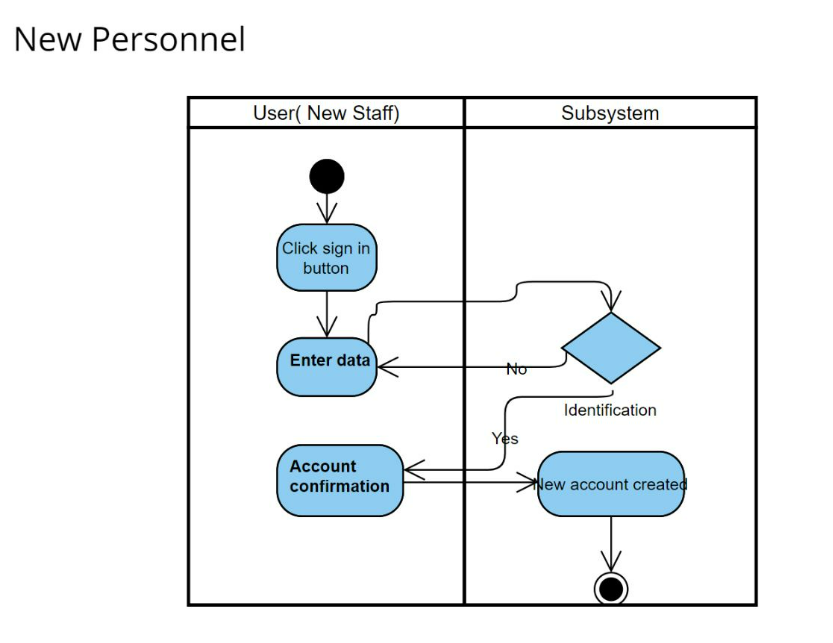 New Personnel
User( New Staff)
Subsystem
Click sign in
button
Enter data
No
Identification
Yes
Account
confirmation
New account created